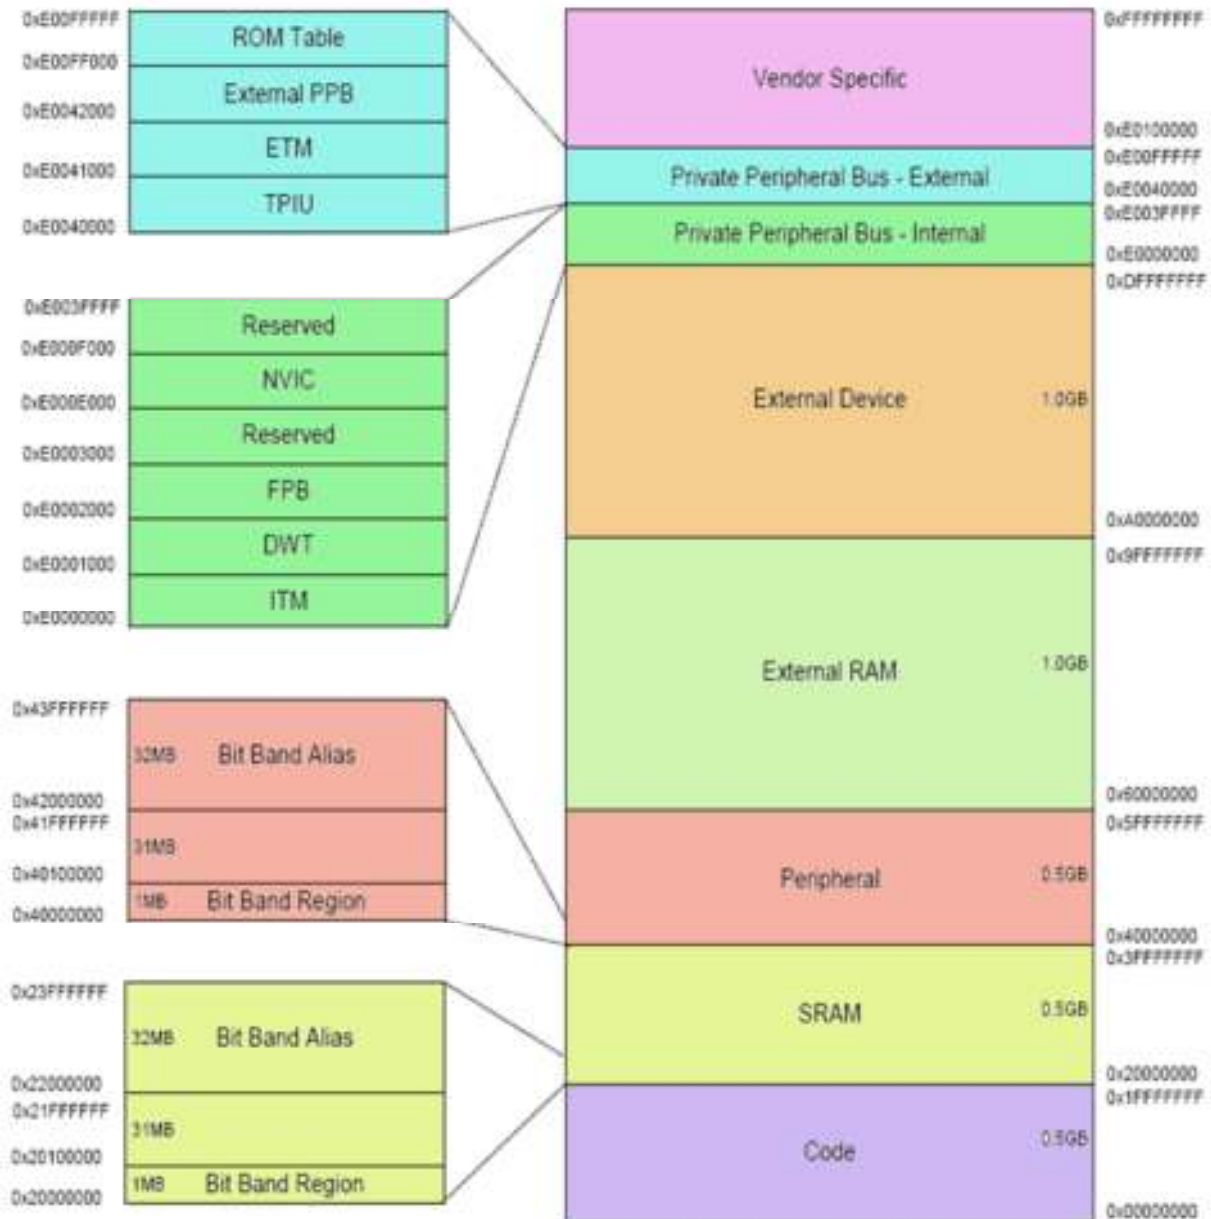 0xE00FFFFF
ROM Table
0xE00FF000
External PPB
0xE0042000
ETM
0xE0041000
TPIU
0xE0040000
0xE003FFFF
Reserved
0xE000F000
NVIC
0xE000E000
Reserved
0xE0003000
FPB
0xE0002000
DWT
0xE0001000
ITM
0xE0000000
0x43FFFFFF
32MB Bit Band Alias
0x42000000
0x41FFFFFF
31MB
0x40100000
1MB Bit Band Region
0x40000000
0x23FFFFFF
32MB Bit Band Alias
0x22000000
0x21FFFFFF
31MB
0x20100000
1MB Bit Band Region
0x20000000
0xFFFFFFFF
Vendor Specific
0xE0100000
0xE00FFFFF
Private Peripheral Bus - External
0xE0040000
0xE003FFFF
Private Peripheral Bus - Internal
0xE0000000
0xDFFFFFFF
External Device 1.0GB
0xA0000000
0x9FFFFFFF
External RAM 1.0GB
0x60000000
0x5FFFFFFF
Peripheral 0.5GB
0x40000000
0x3FFFFFFF
SRAM 0.5GB
0x20000000
0x1FFFFFFF
Code 0.5GB
0x00000000